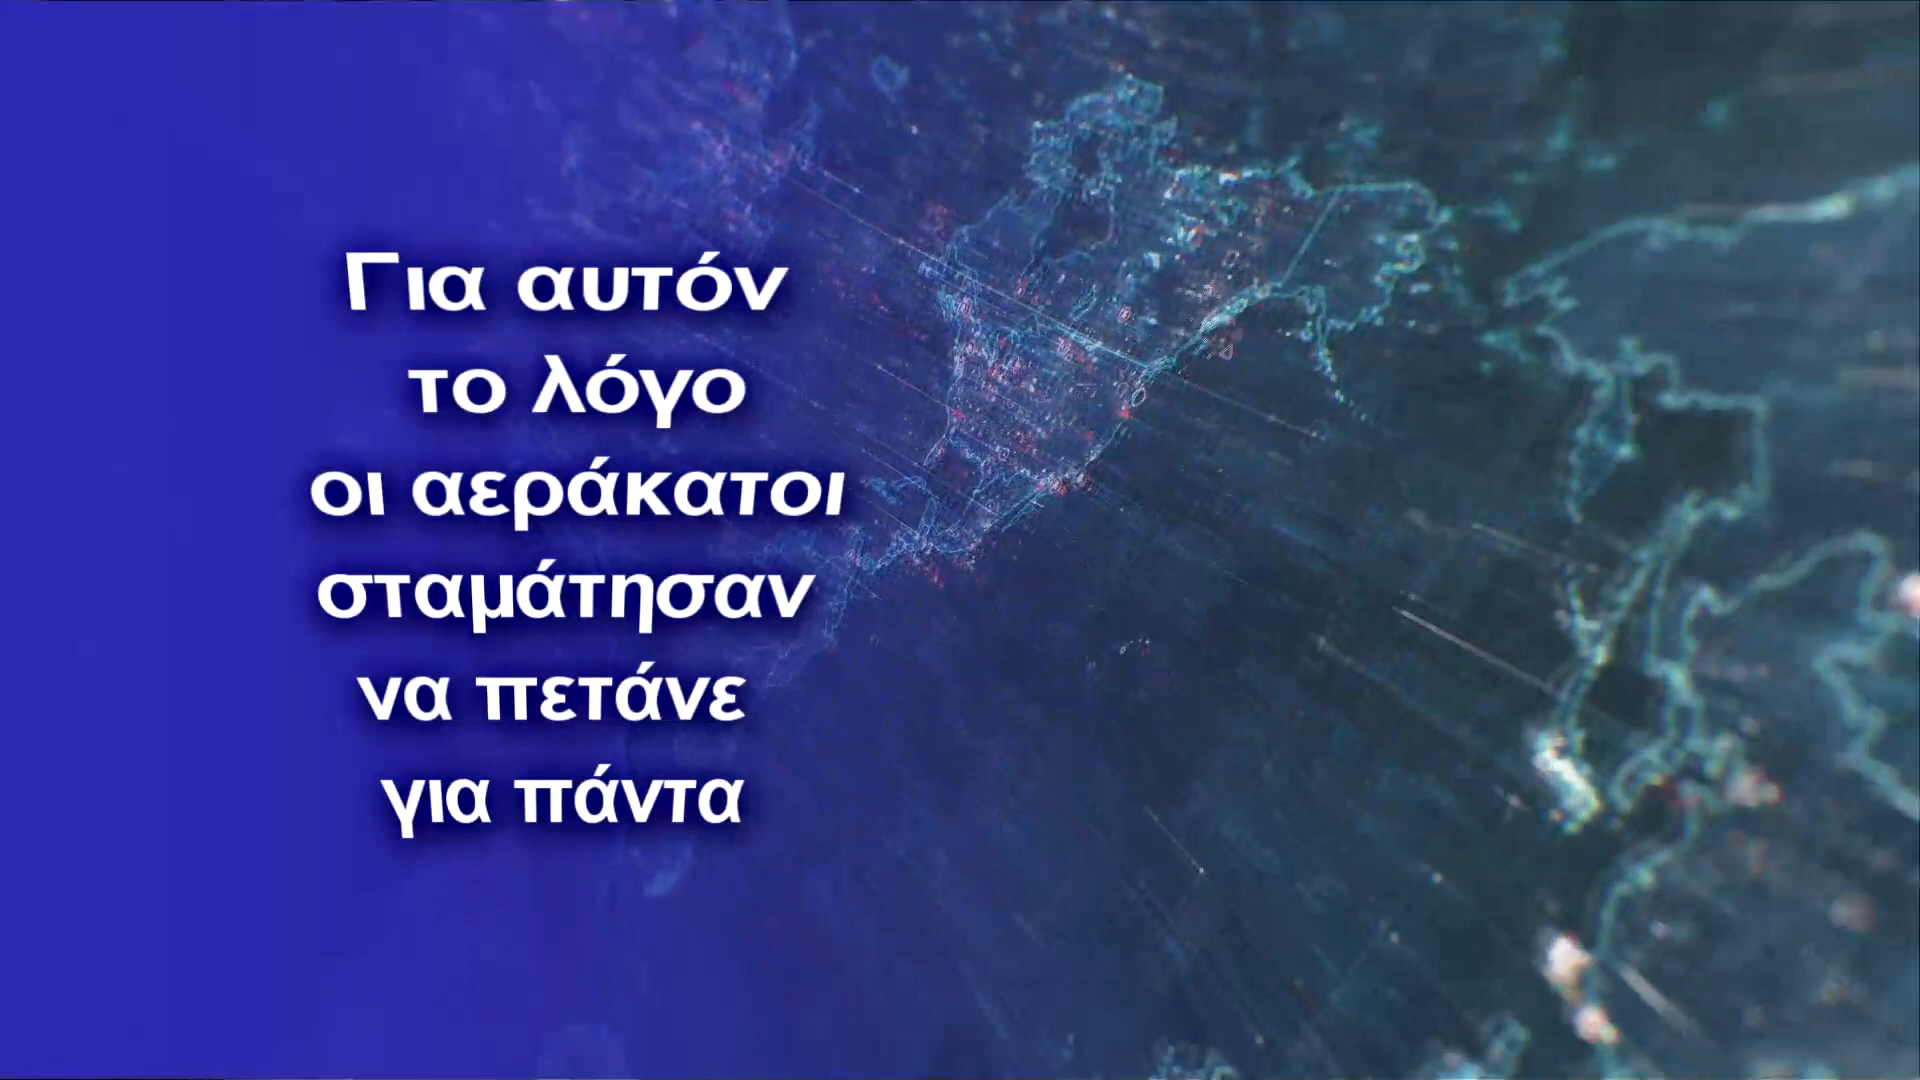 Για αυτόν
το λόγο
οι αεράκατοι
σταμάτησαν
να πετάνε
για πάντα